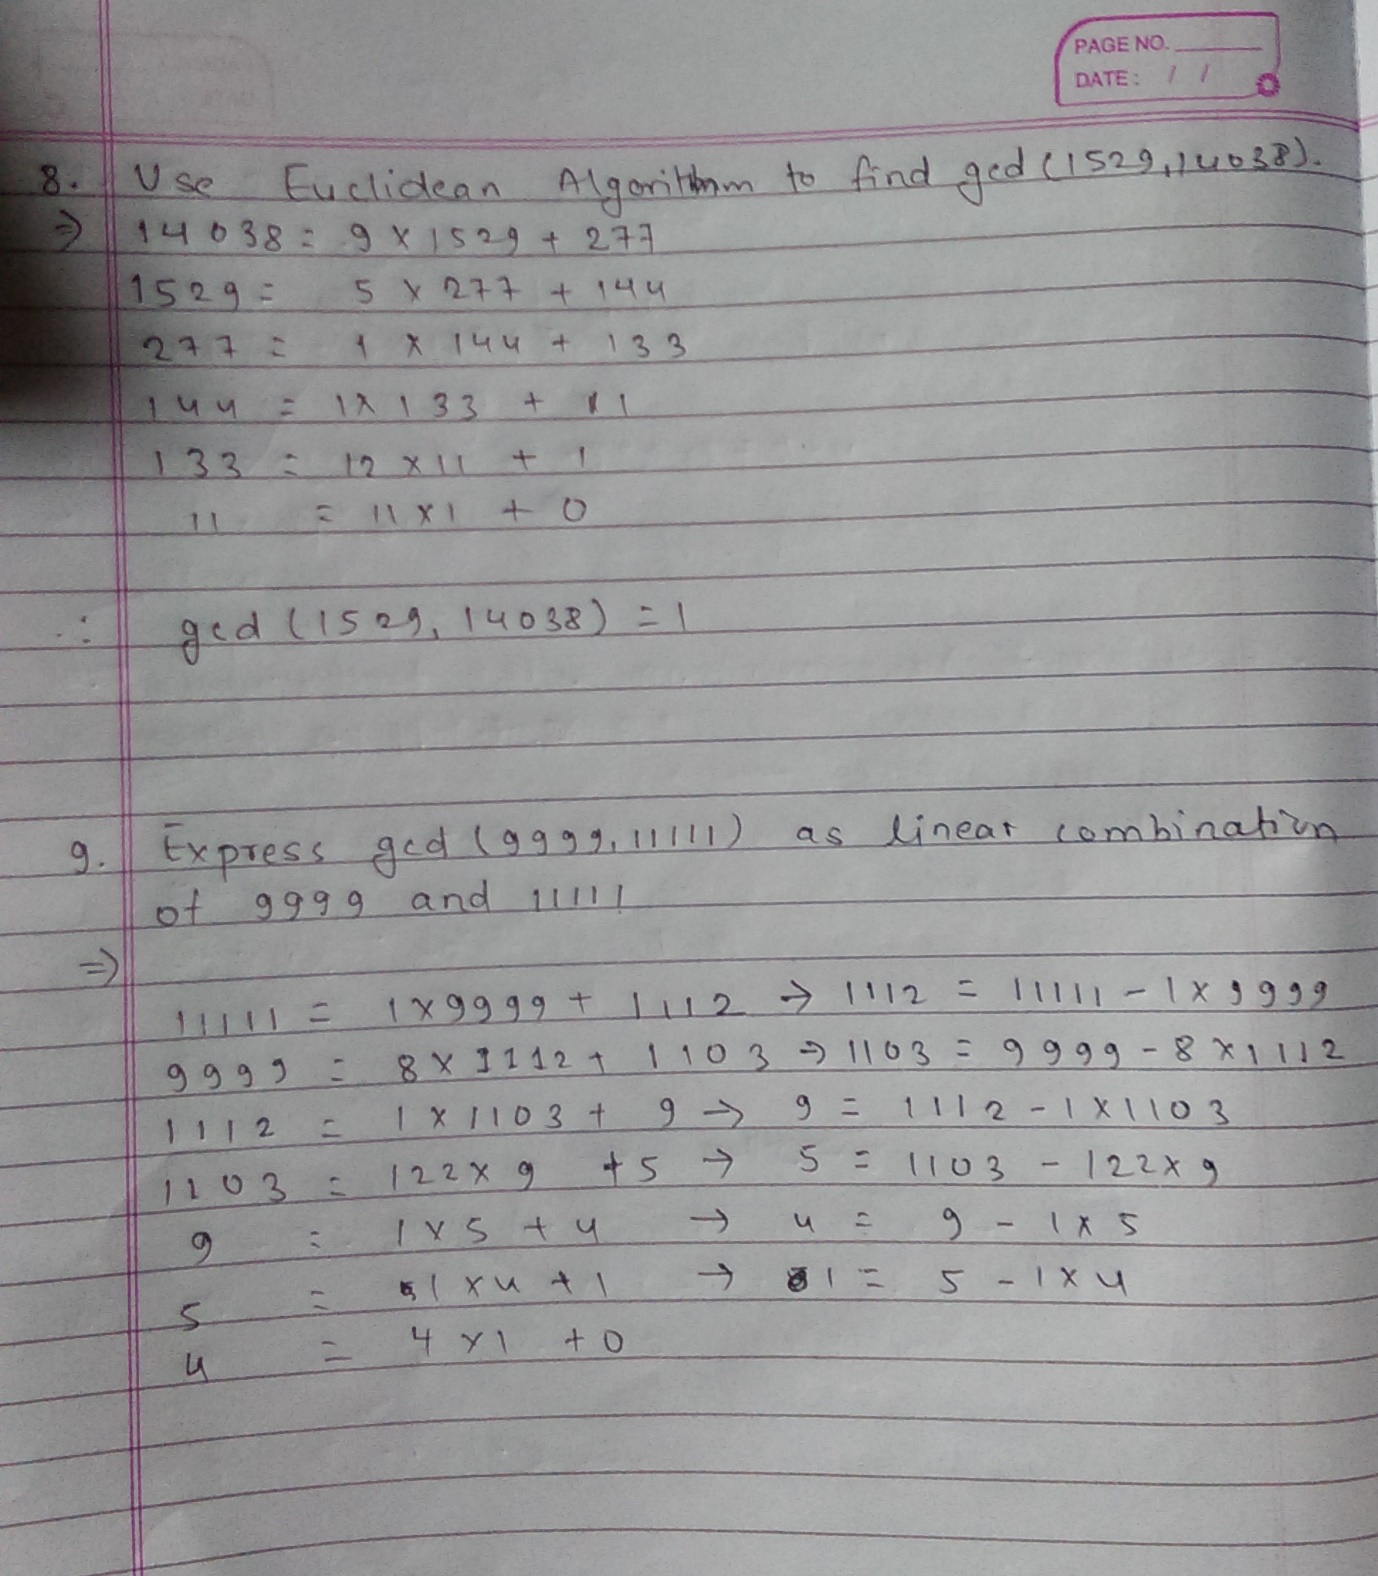 PAGE NO.
DATE: / /
8. Use Euclidean Algorithm to find gcd (1529, 14038).
⇒ 14038 = 9 × 1529 + 277
1529 = 5 × 277 + 144
277 = 1 × 144 + 133
144 = 1 × 133 + 11
133 = 12 × 11 + 1
11 = 11 × 1 + 0
∴ gcd (1529, 14038) = 1
9. Express gcd (9999, 11111) as linear combination
of 9999 and 11111
⇒
11111 = 1 × 9999 + 1112 → 1112 = 11111 - 1 × 9999
9999 = 8 × 1112 + 1103 → 1103 = 9999 - 8 × 1112
1112 = 1 × 1103 + 9 → 9 = 1112 - 1 × 1103
1103 = 122 × 9 + 5 → 5 = 1103 - 122 × 9
9 = 1 × 5 + 4 → 4 = 9 - 1 × 5
5 = 1 × 4 + 1 → 1 = 5 - 1 × 4
4 = 4 × 1 + 0